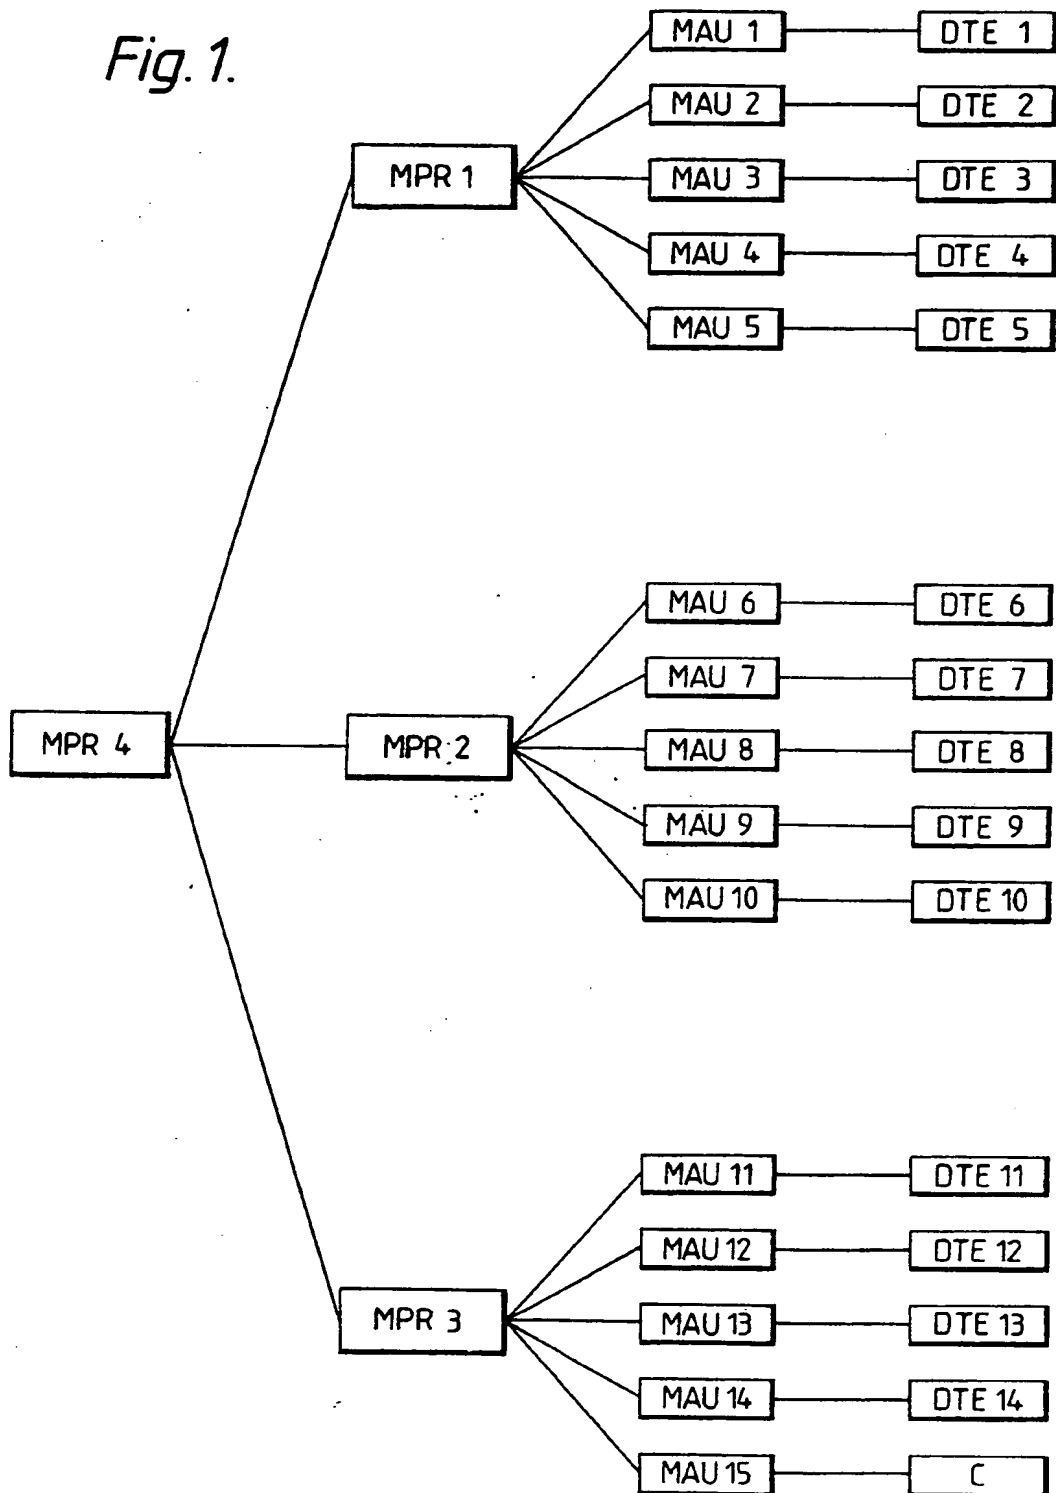 Fig. 1.
MAU 1 DTE 1
MAU 2 DTE 2
MPR 1 MAU 3 DTE 3
MAU 4 DTE 4
MAU 5 DTE 5
MAU 6 DTE 6
MAU 7 DTE 7
MPR 4 MPR 2 MAU 8 DTE 8
MAU 9 DTE 9
MAU 10 DTE 10
MAU 11 DTE 11
MAU 12 DTE 12
MPR 3 MAU 13 DTE 13
MAU 14 DTE 14
MAU 15 C